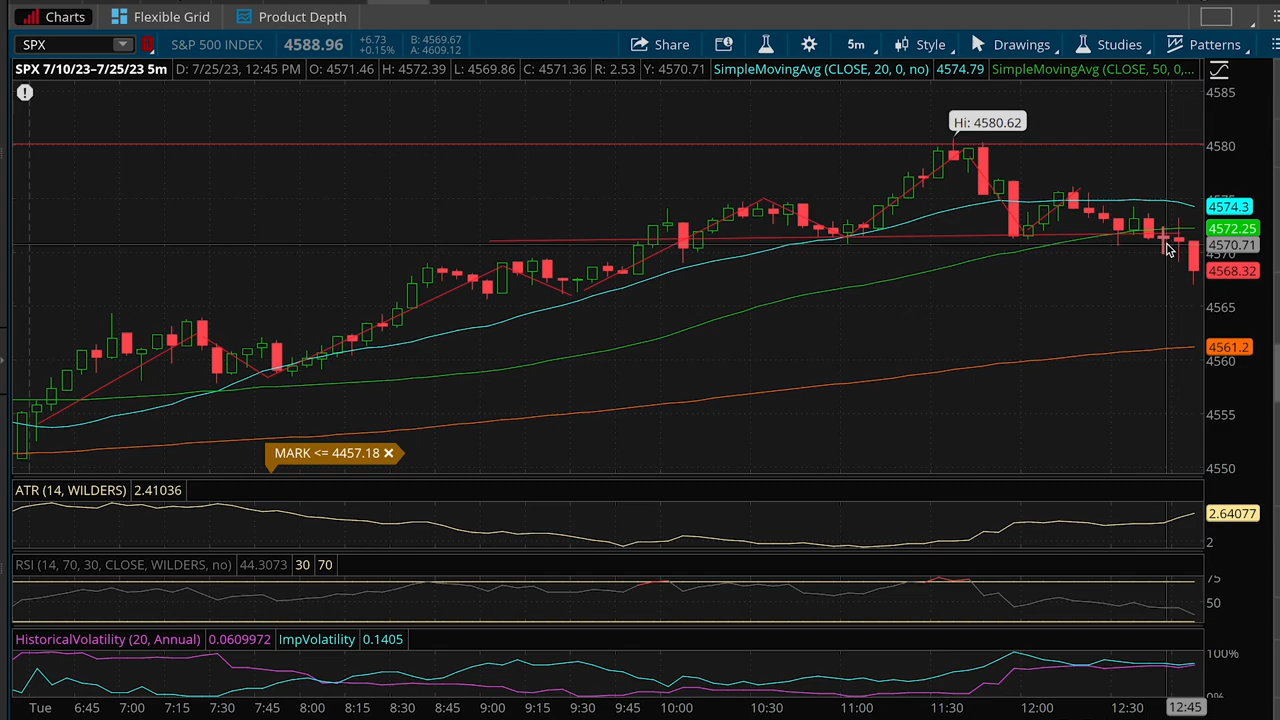 Charts Flexible Grid Product Depth
SPX S&P 500 INDEX 4588.96 +6.73 B: 4569.67
+0.15% A: 4609.12
Share 5m Style Drawings Studies Patterns
SPX 7/10/23–7/25/23 5m D: 7/25/23, 12:45 PM O: 4571.46 H: 4572.39 L: 4569.86 C: 4571.36 R: 2.53 Y: 4570.71 SimpleMovingAvg (CLOSE, 20, 0, no) 4574.79 SimpleMovingAvg (CLOSE, 50, 0,...
4585
Hi: 4580.62
4580
4574.3
4572.25
4570.71
4570
4568.32
4565
4561.2
4560
4555
MARK <= 4457.18
4550
ATR (14, WILDERS) 2.41036
2.64077
2
RSI (14, 70, 30, CLOSE, WILDERS, no) 44.3073 30 70
75
50
HistoricalVolatility (20, Annual) 0.0609972 ImpVolatility 0.1405
100%
0%
Tue 6:45 7:00 7:15 7:30 7:45 8:00 8:15 8:30 8:45 9:00 9:15 9:30 9:45 10:00 10:30 11:00 11:30 12:00 12:30 12:45